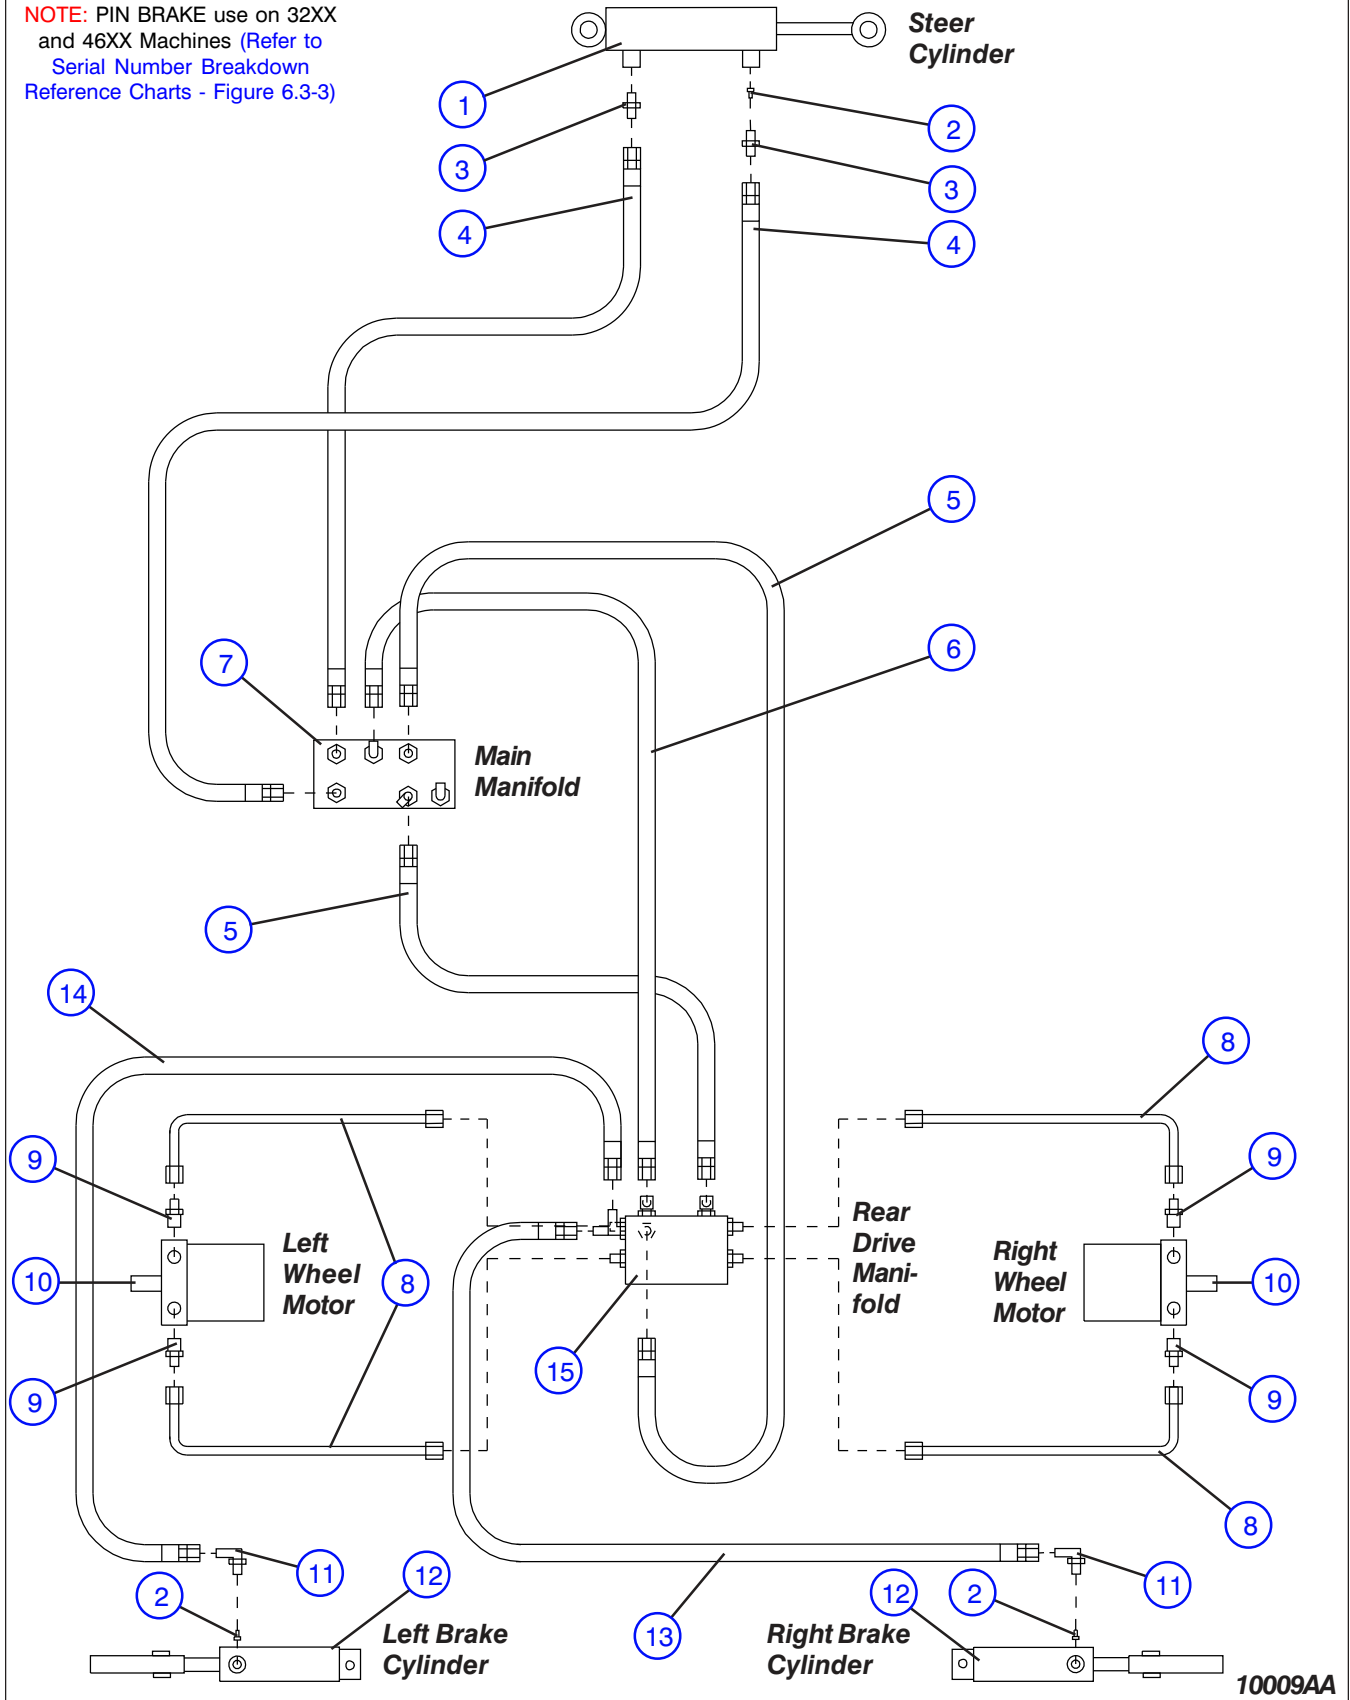 NOTE: PIN BRAKE use on 32XX
and 46XX Machines (Refer to
Serial Number Breakdown
Reference Charts - Figure 6.3-3)
Steer
Cylinder
1
2
3
3
4
4
5
6
7
Main
Manifold
5
14
8
9
9
Left
Wheel
Motor
8
Rear
Drive
Mani-
fold
Right
Wheel
Motor
10
10
15
9
9
8
11
12
2
Left Brake
Cylinder
13
12
2
11
Right Brake
Cylinder
10009AA